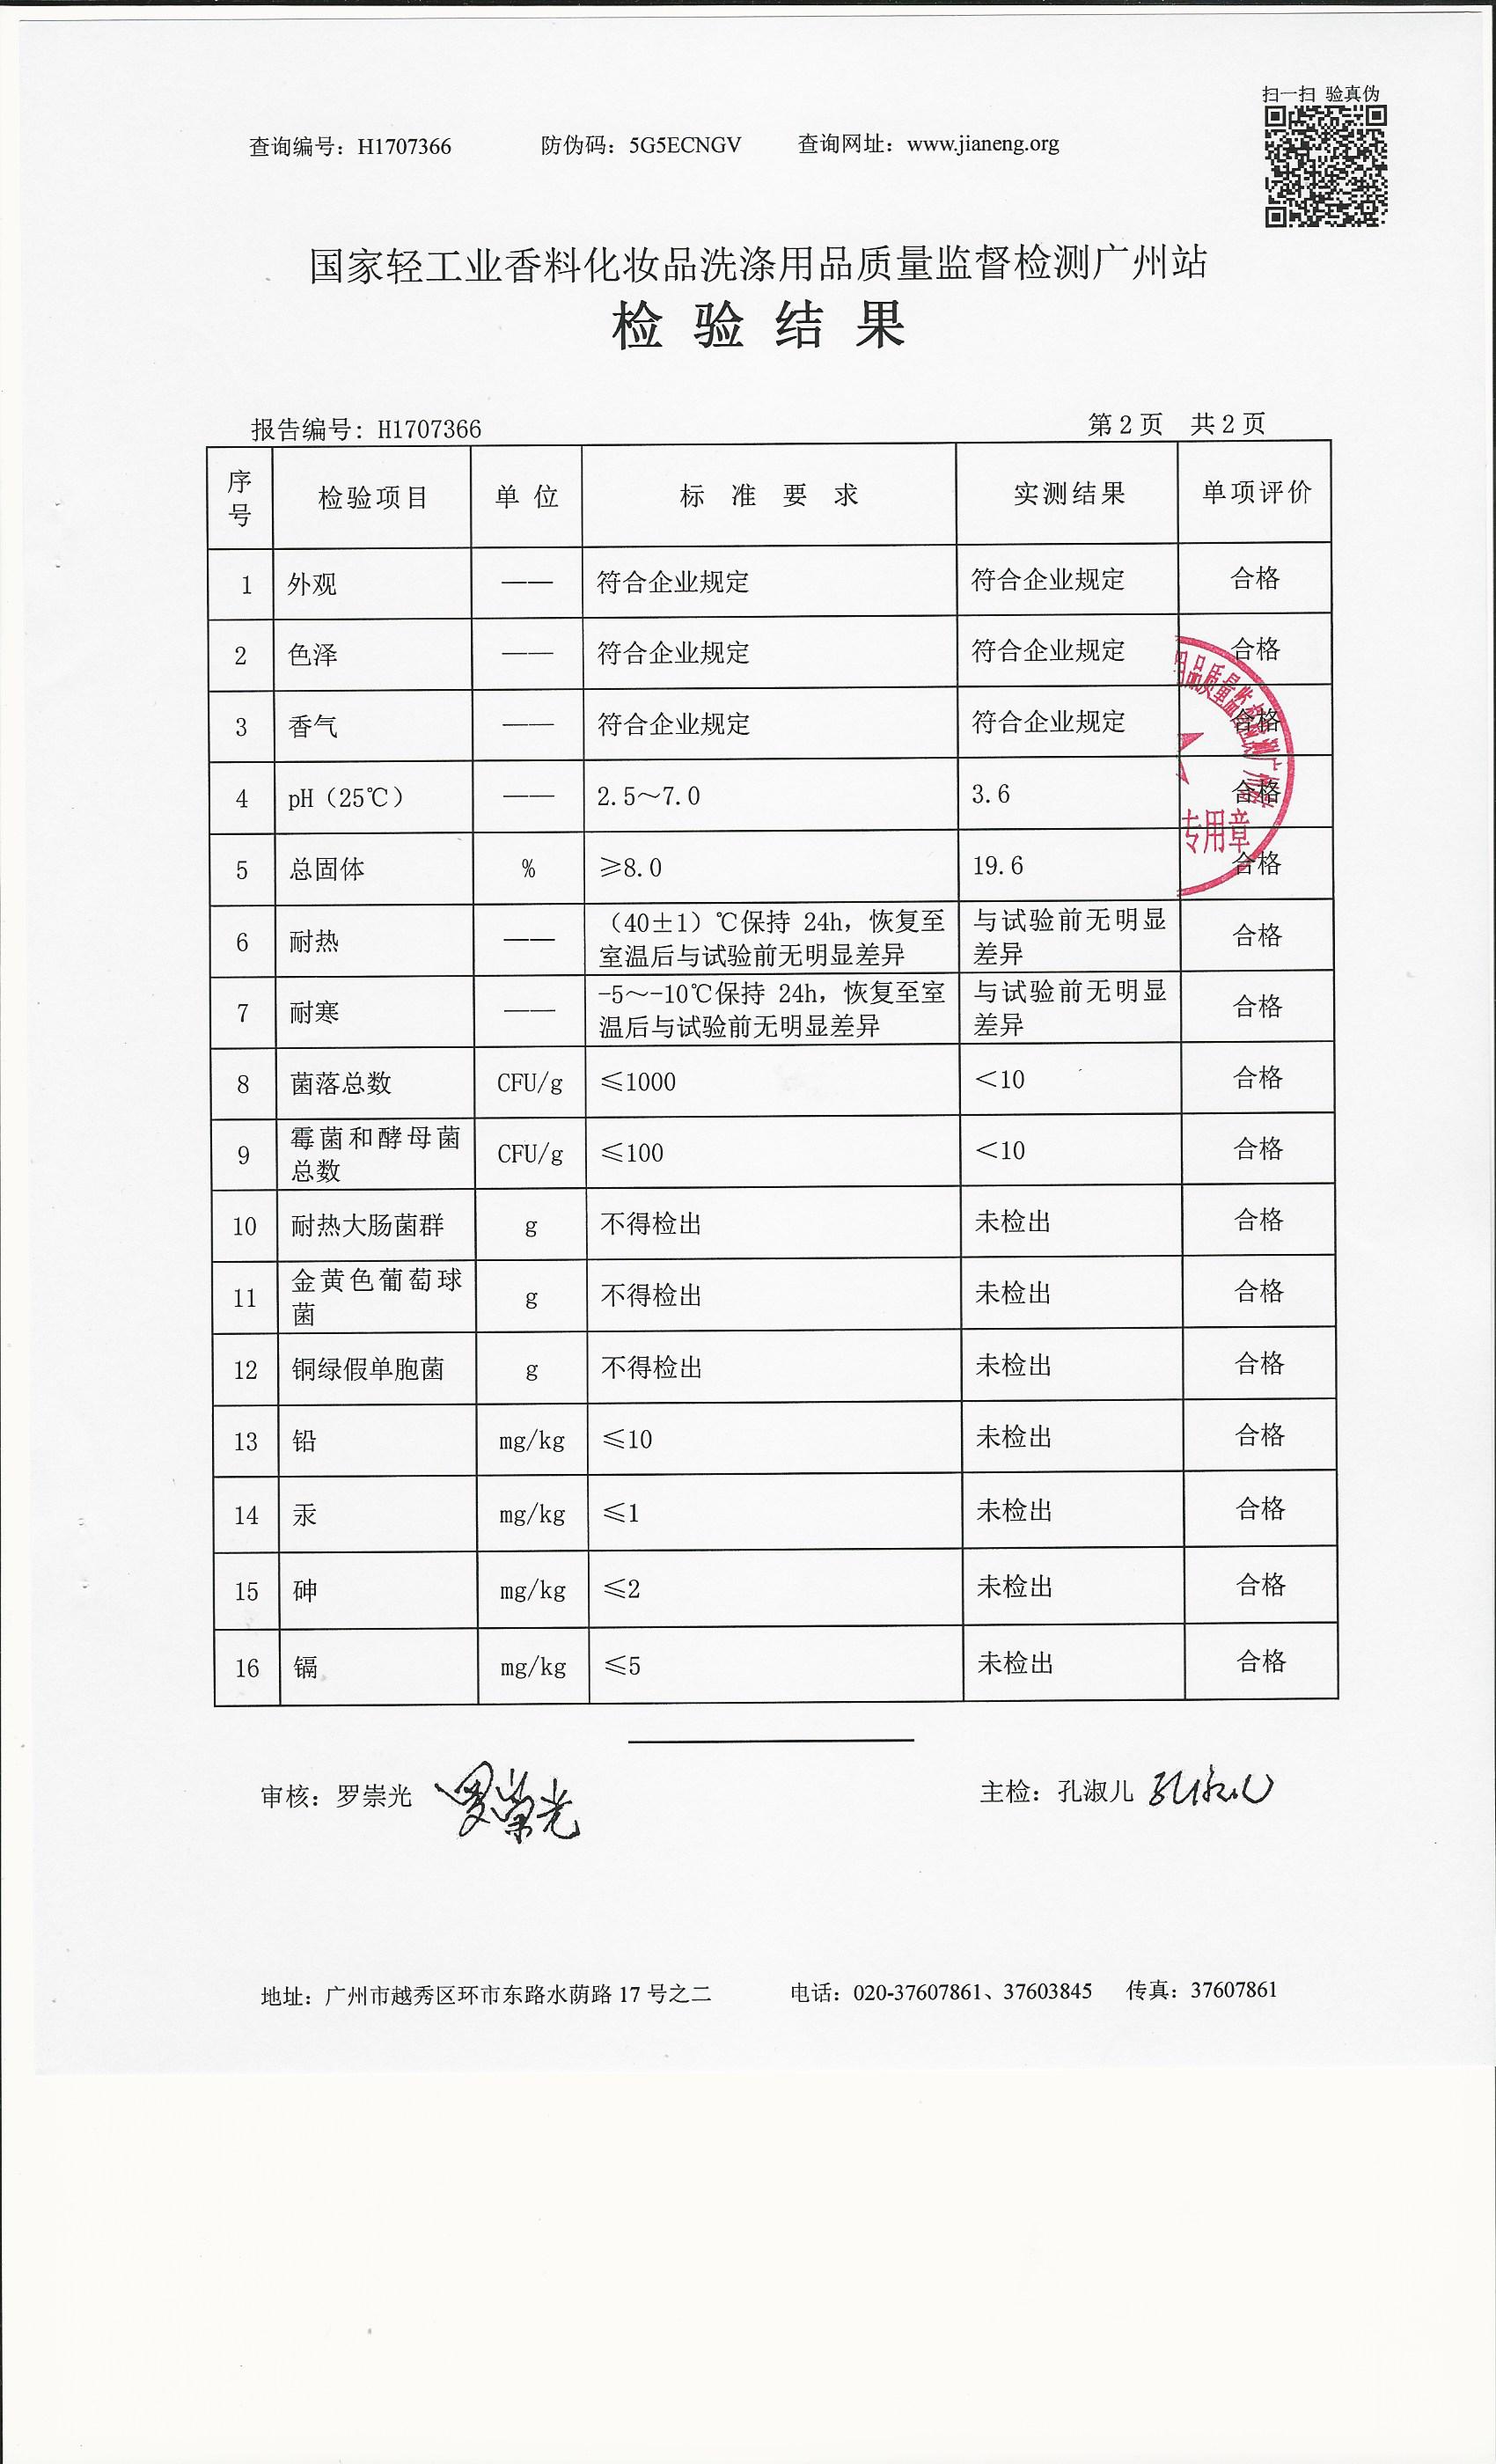 扫一扫 验真伪
查询编号：H1707366 防伪码：5G5ECNGV 查询网址：www.jianeng.org
国家轻工业香料化妆品洗涤用品质量监督检测广州站
检验结果
报告编号：H1707366 第2页 共2页
序号 检验项目 单位 标准要求 实测结果 单项评价
1 外观 —— 符合企业规定 符合企业规定 合格
2 色泽 —— 符合企业规定 符合企业规定 合格
3 香气 —— 符合企业规定 符合企业规定 合格
4 pH（25℃） —— 2.5～7.0 3.6 合格
5 总固体 % ≥8.0 19.6 合格
6 耐热 —— （40±1）℃保持 24h，恢复至室温后与试验前无明显差异 与试验前无明显差异 合格
7 耐寒 —— -5～-10℃保持 24h，恢复至室温后与试验前无明显差异 与试验前无明显差异 合格
8 菌落总数 CFU/g ≤1000 <10 合格
9 霉菌和酵母菌总数 CFU/g ≤100 <10 合格
10 耐热大肠菌群 g 不得检出 未检出 合格
11 金黄色葡萄球菌 g 不得检出 未检出 合格
12 铜绿假单胞菌 g 不得检出 未检出 合格
13 铅 mg/kg ≤10 未检出 合格
14 汞 mg/kg ≤1 未检出 合格
15 砷 mg/kg ≤2 未检出 合格
16 镉 mg/kg ≤5 未检出 合格
用品质量监督检测广州站
专用章
审核：罗崇光 罗崇光 主检：孔淑儿 孔淑儿
地址：广州市越秀区环市东路水荫路 17 号之二 电话：020-37607861、37603845 传真：37607861